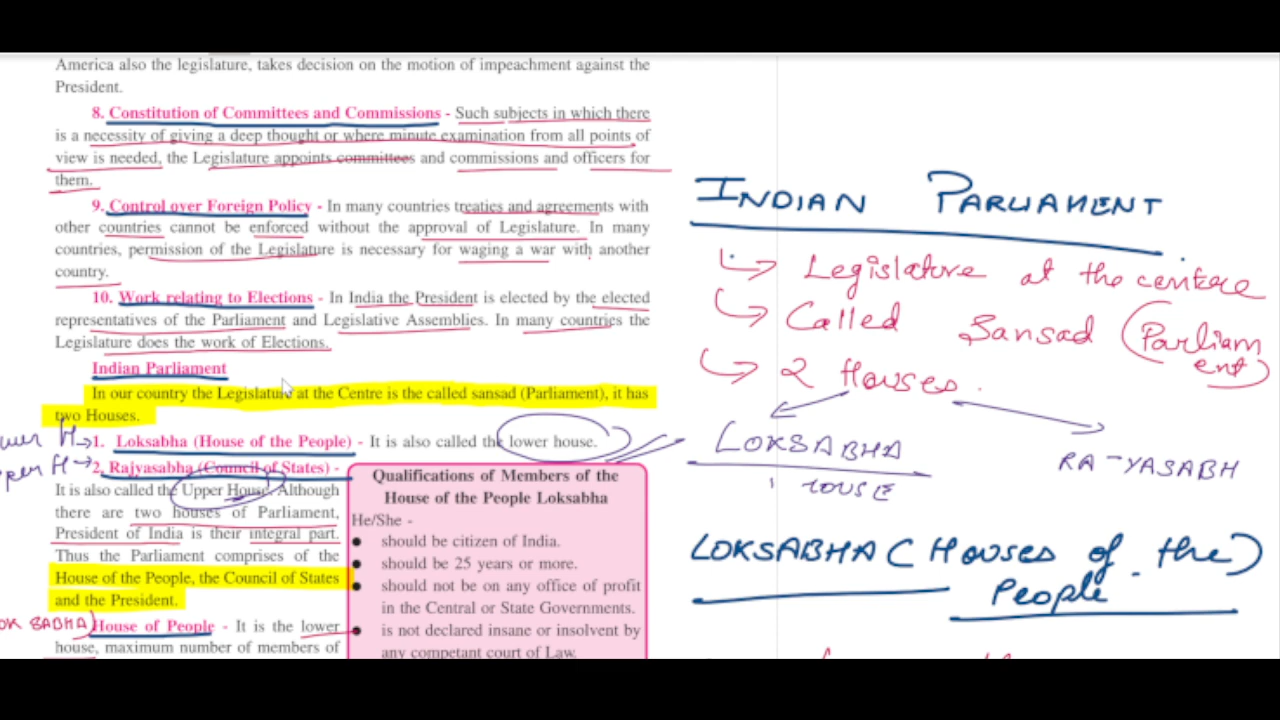 America also the legislature, takes decision on the motion of impeachment against the
President.
8. Constitution of Committees and Commissions - Such subjects in which there
is a necessity of giving a deep thought or where minute examination from all points of
view is needed, the Legislature appoints committees and commissions and officers for
them.
9. Control over Foreign Policy - In many countries treaties and agreements with
other countries cannot be enforced without the approval of Legislature. In many
countries, permission of the Legislature is necessary for waging a war with another
country.
10. Work relating to Elections - In India the President is elected by the elected
representatives of the Parliament and Legislative Assemblies. In many countries the
Legislature does the work of Elections.
Indian Parliament
In our country the Legislature at the Centre is the called sansad (Parliament), it has
two Houses.
1. Loksabha (House of the People) - It is also called the lower house.
2. Rajyasabha (Council of States) -
It is also called the Upper House. Although
there are two houses of Parliament,
President of India is their integral part.
Thus the Parliament comprises of the
House of the People, the Council of States
and the President.
House of People - It is the lower
house, maximum number of members of
Qualifications of Members of the
House of the People Loksabha
He/She -
should be citizen of India.
should be 25 years or more.
should not be on any office of profit
in the Central or State Governments.
is not declared insane or insolvent by
any competant court of Law.
INDIAN PARLIAMENT
Legislature at the centere
Called Sansad (Parliam
ent)
2 Houses.
LOKSABHA
RA-YASABH
LOKSABHA (Houses of the)
People